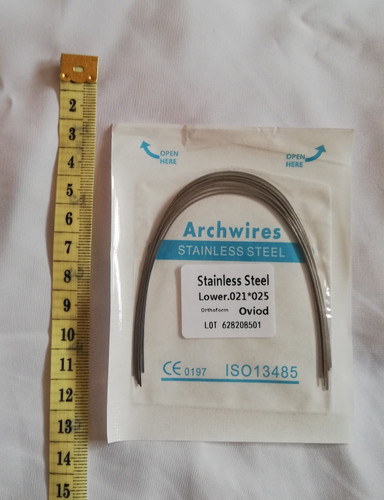 2
3
4
5
6
7
8
9
10
11
12
13
14
15
OPEN
HERE
OPEN
HERE
Archwires
STAINLESS STEEL
Stainless Steel
Lower.021*025
Orthoform Oviod
LOT 628208501
CE 0197 ISO13485